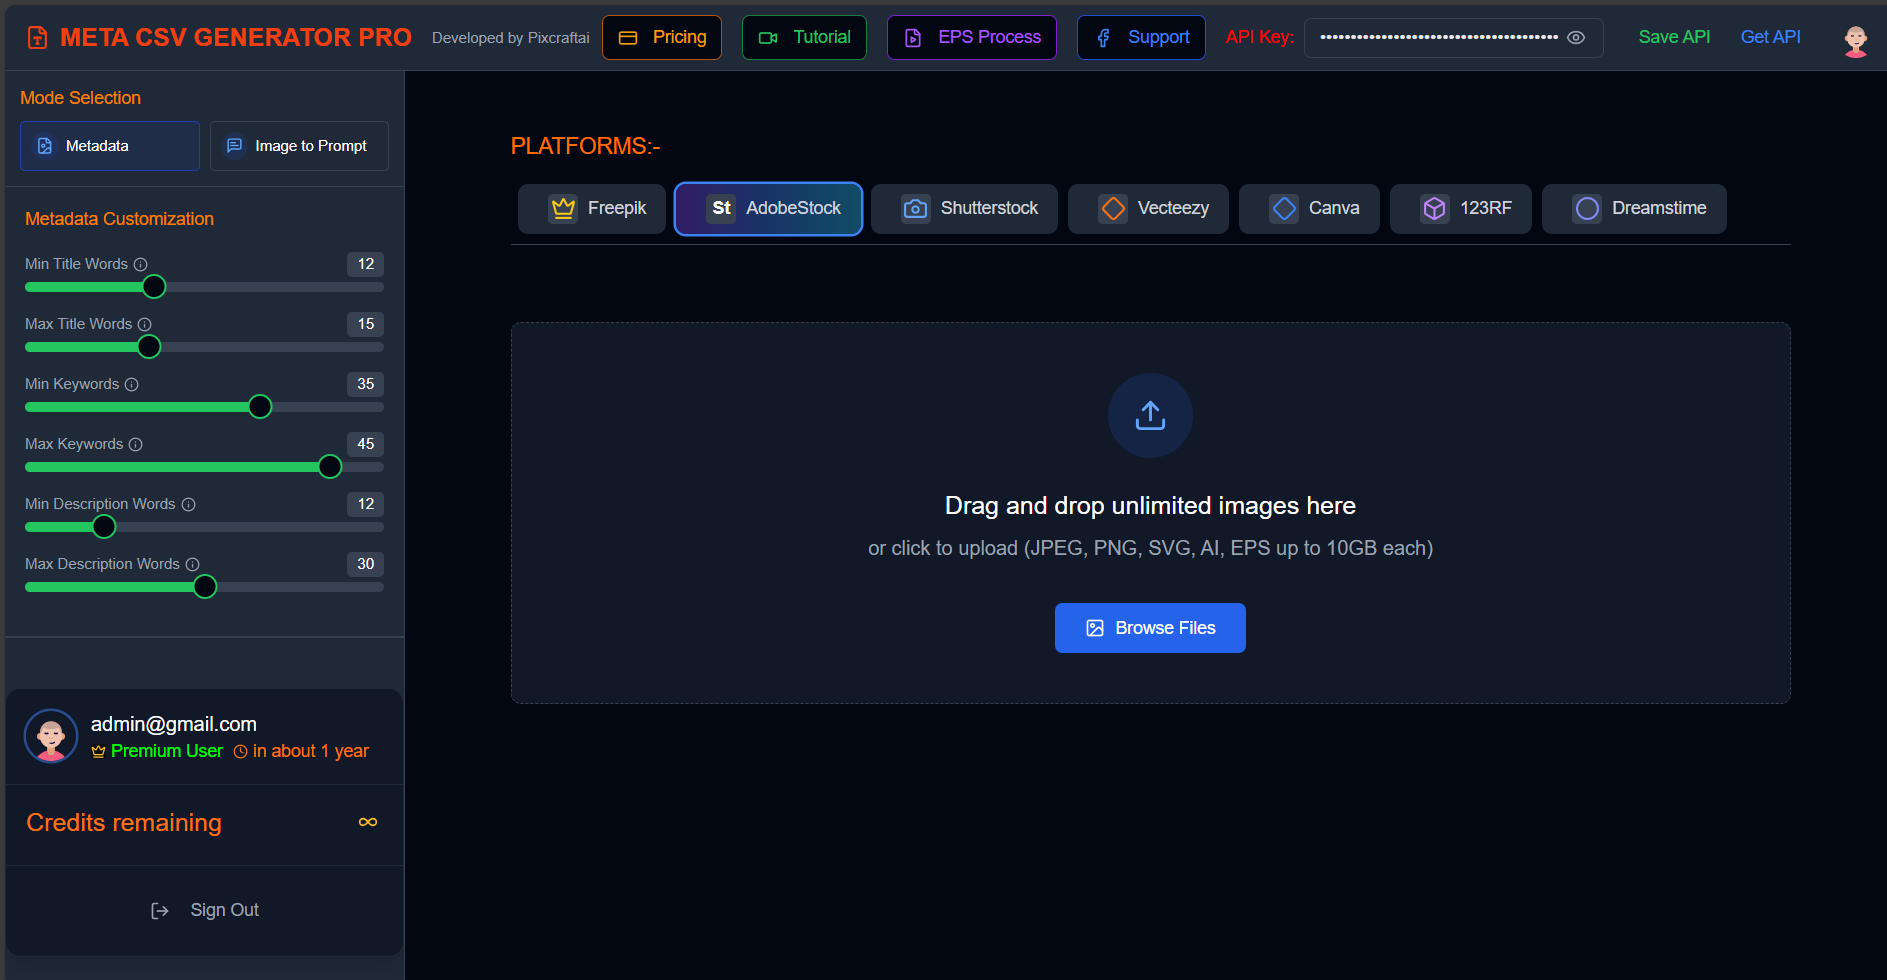 META CSV GENERATOR PRO Developed by Pixcraftai Pricing Tutorial EPS Process Support API Key: •••••••••••••••••••••••••••••••••••••• Save API Get API
Mode Selection
Metadata Image to Prompt
Metadata Customization
Min Title Words 12
Max Title Words 15
Min Keywords 35
Max Keywords 45
Min Description Words 12
Max Description Words 30
admin@gmail.com
Premium User in about 1 year
Credits remaining ∞
Sign Out
PLATFORMS:-
Freepik St AdobeStock Shutterstock Vecteezy Canva 123RF Dreamstime
Drag and drop unlimited images here
or click to upload (JPEG, PNG, SVG, AI, EPS up to 10GB each)
Browse Files